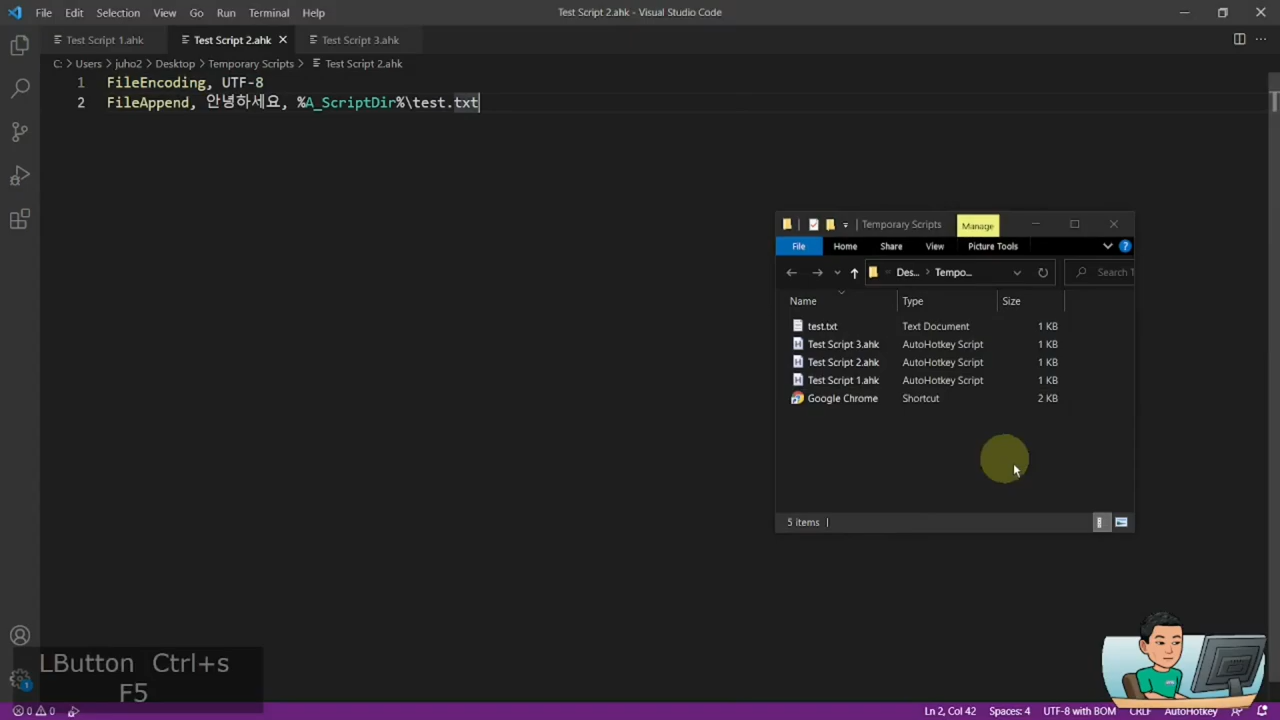 File Edit Selection View Go Run Terminal Help
Test Script 2.ahk - Visual Studio Code
Test Script 1.ahk Test Script 2.ahk Test Script 3.ahk
C: > Users > juho2 > Desktop > Temporary Scripts > Test Script 2.ahk
1 FileEncoding, UTF-8
2 FileAppend, 안녕하세요, %A_ScriptDir%\test.txt
Temporary Scripts Manage
File Home Share View Picture Tools
Des... Tempo... Search 1
Name Type Size
test.txt Text Document 1 KB
Test Script 3.ahk AutoHotkey Script 1 KB
Test Script 2.ahk AutoHotkey Script 1 KB
Test Script 1.ahk AutoHotkey Script 1 KB
Google Chrome Shortcut 2 KB
5 items
LButton Ctrl+s
F5
1
0 0 Ln 2, Col 42 Spaces: 4 UTF-8 with BOM CRLF AutoHotkey